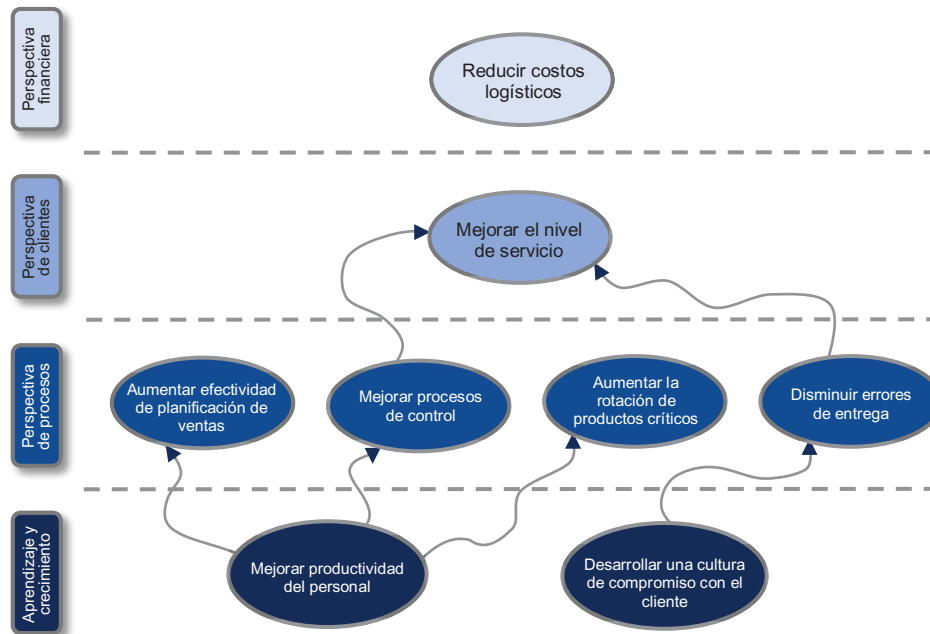 Perspectiva
financiera
Reducir costos
logísticos
Perspectiva
de clientes
Mejorar el nivel
de servicio
Perspectiva
de procesos
Aumentar efectividad
de planificación de
ventas
Mejorar procesos
de control
Aumentar la
rotación de
productos críticos
Disminuir errores
de entrega
Aprendizaje y
crecimiento
Mejorar productividad
del personal
Desarrollar una cultura
de compromiso con el
cliente